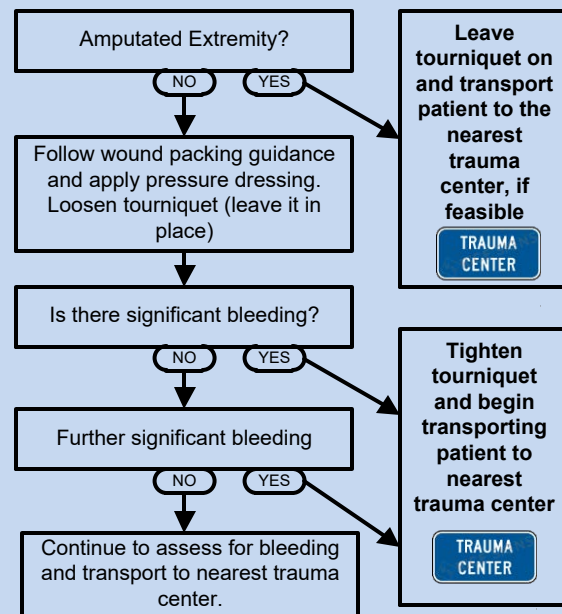 Amputated Extremity?
NO
YES
Leave
tourniquet on
and transport
patient to the
nearest
trauma
center, if
feasible
TRAUMA
CENTER
Follow wound packing guidance
and apply pressure dressing.
Loosen tourniquet (leave it in
place)
Is there significant bleeding?
NO
YES
Tighten
tourniquet
and begin
transporting
patient to
nearest
trauma center
TRAUMA
CENTER
Further significant bleeding
NO
YES
Continue to assess for bleeding
and transport to nearest trauma
center.